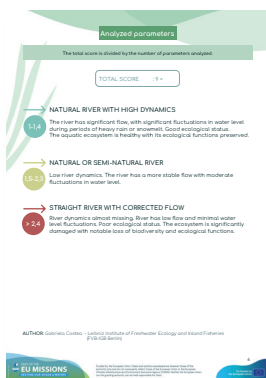 Analyzed parameters
The total score is divided by the number of parameters analyzed.
TOTAL SCORE : 9 =
NATURAL RIVER WITH HIGH DYNAMICS
1-1,4
The river has significant flow, with significant fluctuations in water level
during periods of heavy rain or snowmelt. Good ecological status.
The aquatic ecosystem is healthy with its ecological functions preserved.
NATURAL OR SEMI-NATURAL RIVER
Low river dynamics. The river has a more stable flow with moderate
fluctuations in water level.
STRAIGHT RIVER WITH CORRECTED FLOW
> 2,4
River dynamics almost missing. River has low flow and minimal water
level fluctuations. Poor ecological status. The ecosystem is significantly
damaged with notable loss of biodiversity and ecological functions.
AUTHOR: Gabriela Costea - Leibniz Institute of Freshwater Ecology and Inland Fisheries
(FVB-IGB-Berlin)
EU MISSIONS